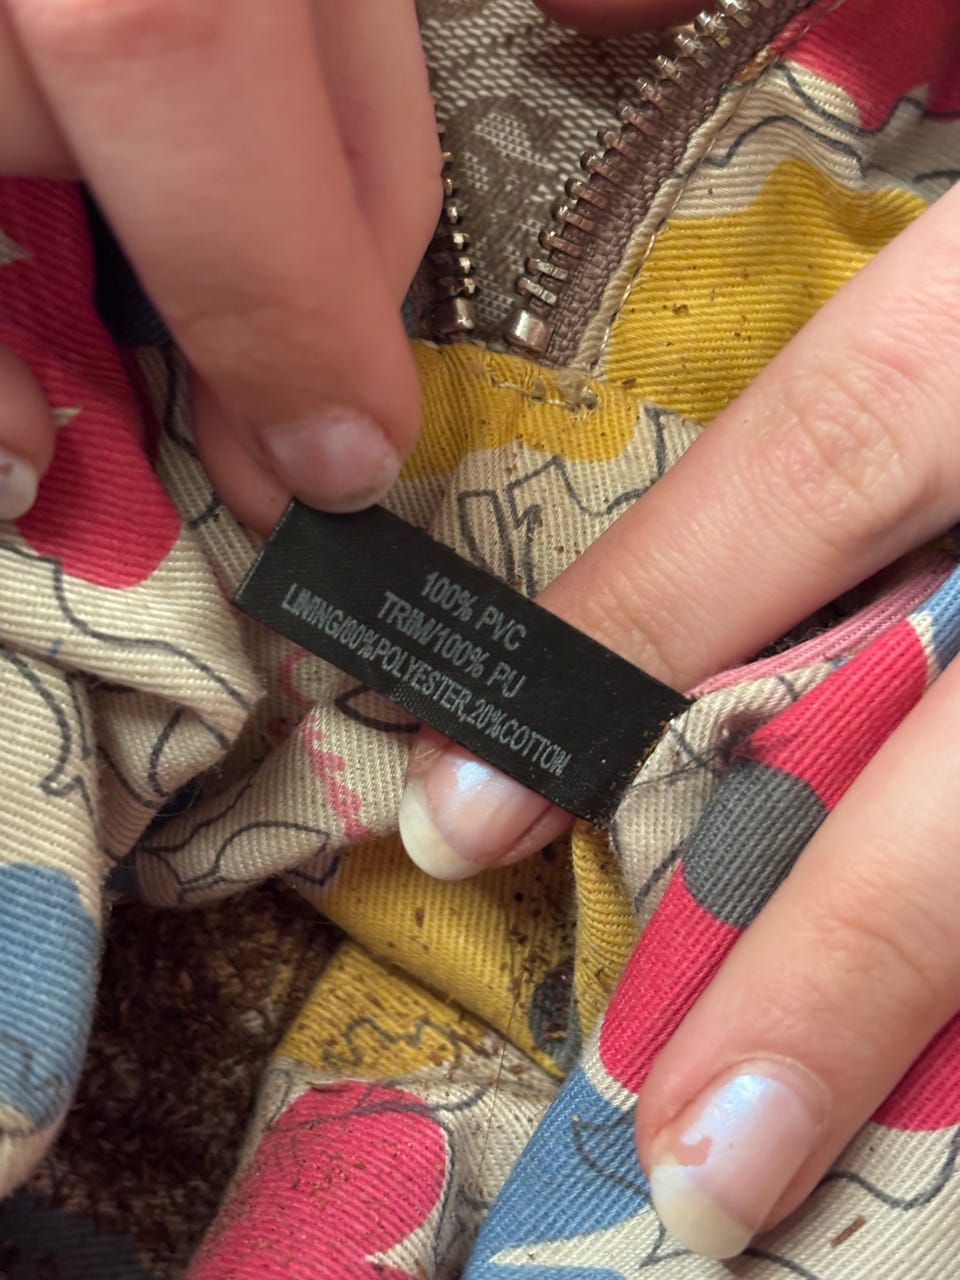 100% PVC
TRIM/100% PU
LINING/80%POLYESTER,20%COTTON